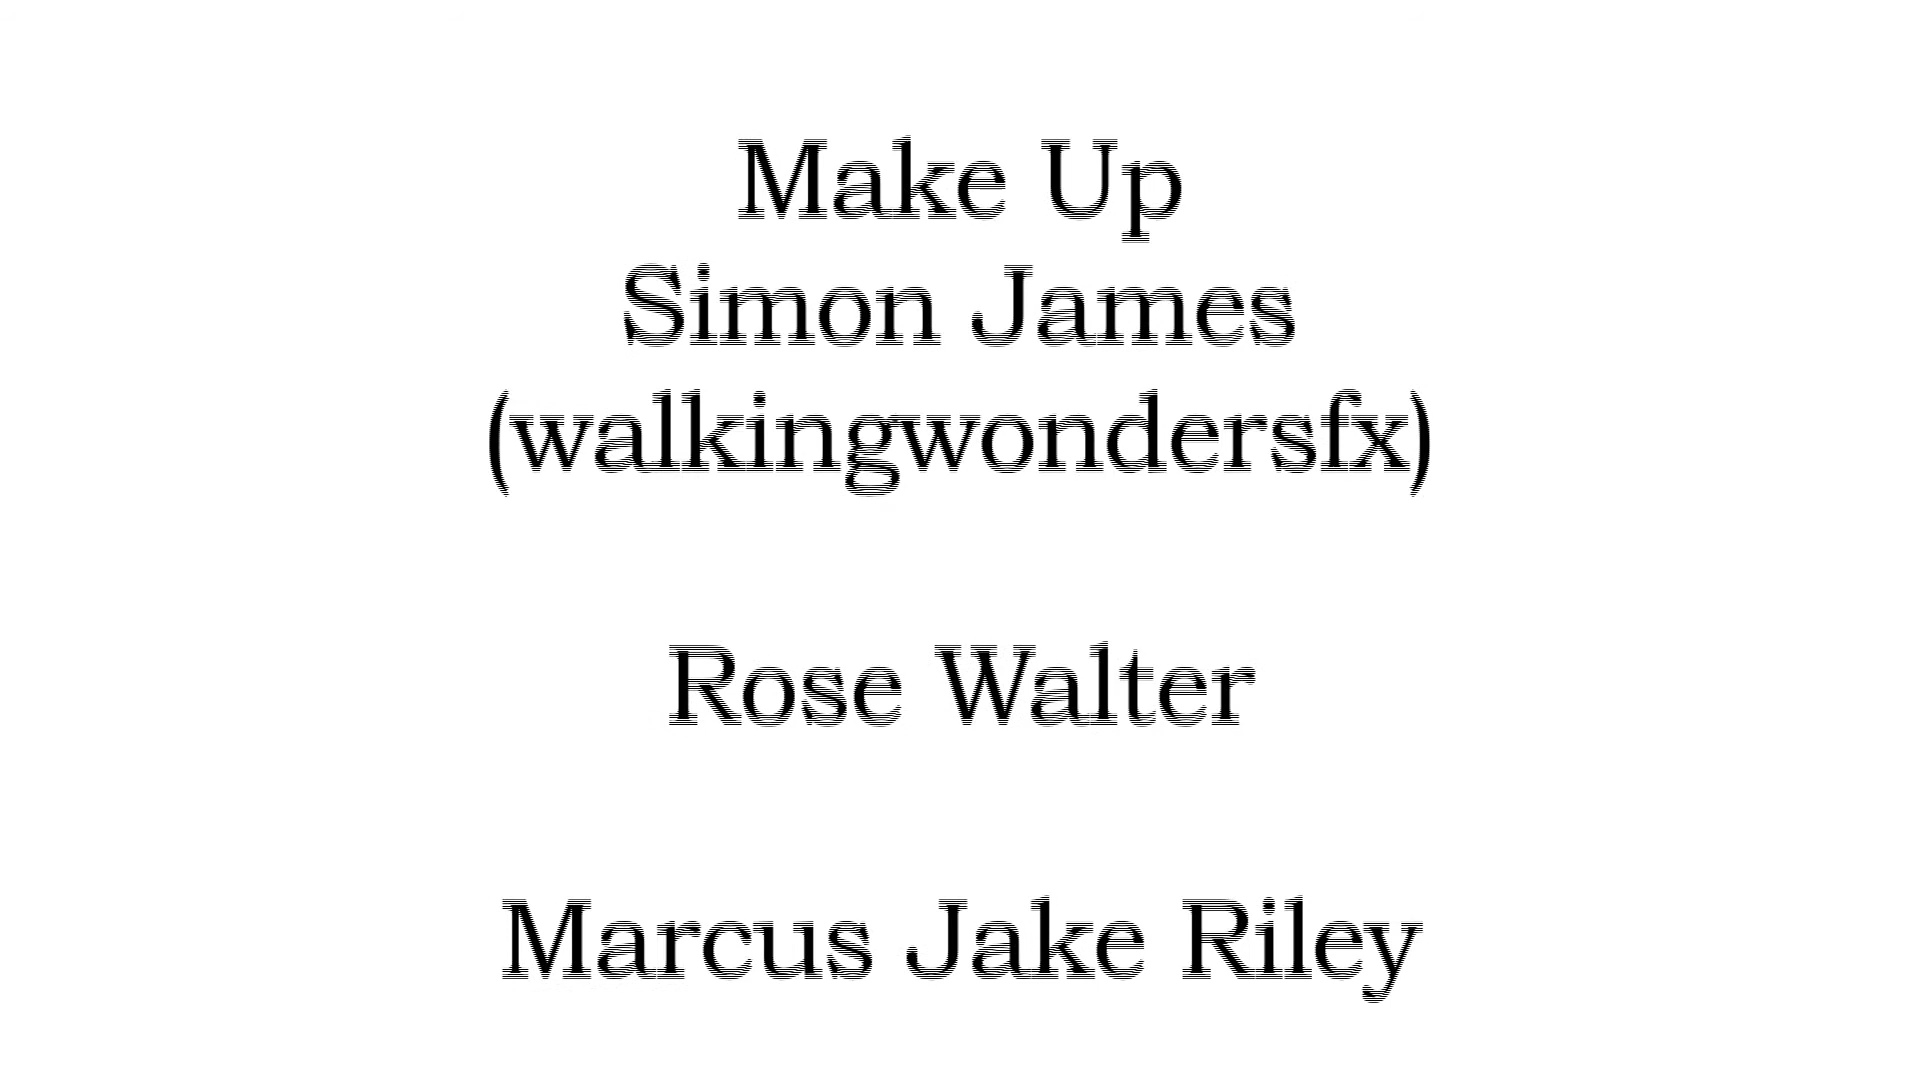 Make Up
Simon James
(walkingwondersfx)
Rose Walter
Marcus Jake Riley